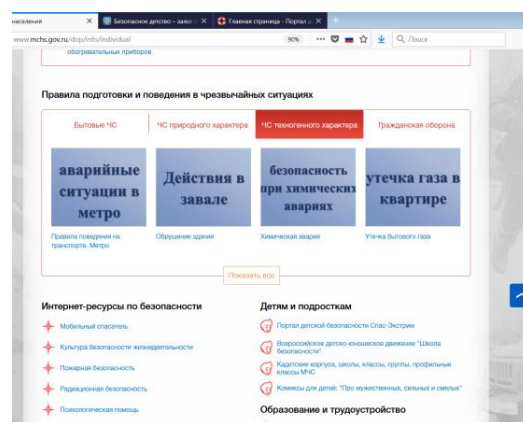 населения
Безопасное детство - залог
Главная страница - Портал д
www.mchs.gov.ru/dop/info/individual
90%
Поиск
обогревательных приборов
Правила подготовки и поведения в чрезвычайных ситуациях
Бытовые ЧС
ЧС природного характера
ЧС техногенного характера
Гражданская оборона
аварийные
ситуации в
метро
Действия в
завале
безопасность
при химических
авариях
утечка газа в
квартире
Правила поведения на
транспорте. Метро
Обрушение здания
Химическая авария
Утечка бытового газа
Показать все
Интернет-ресурсы по безопасности
Мобильный спасатель
Культура безопасности жизнедеятельности
Пожарная безопасность
Радиационная безопасность
Психологическая помощь
Детям и подросткам
Портал детской безопасности Спас-Экстрим
Всероссийское детско-юношеское движение "Школа
безопасности"
Кадетские корпуса, школы, классы, группы, профильные
классы МЧС
Комиксы для детей: "Про мужественных, сильных и смелых"
Образование и трудоустройство